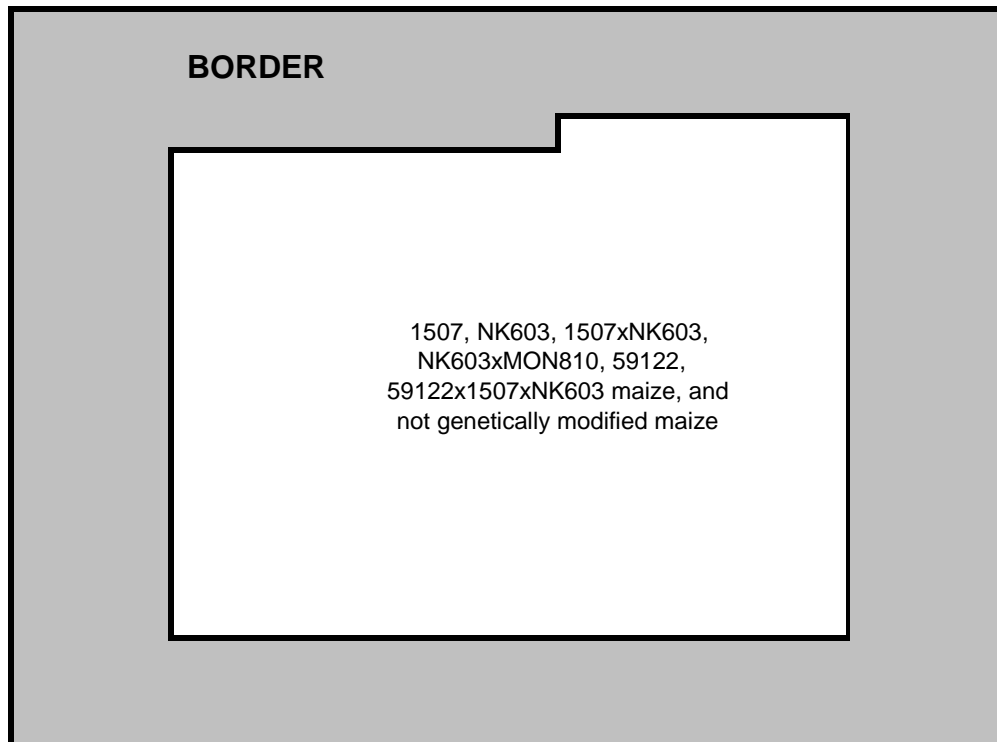 BORDER
1507, NK603, 1507xNK603,
NK603xMON810, 59122,
59122x1507xNK603 maize, and
not genetically modified maize